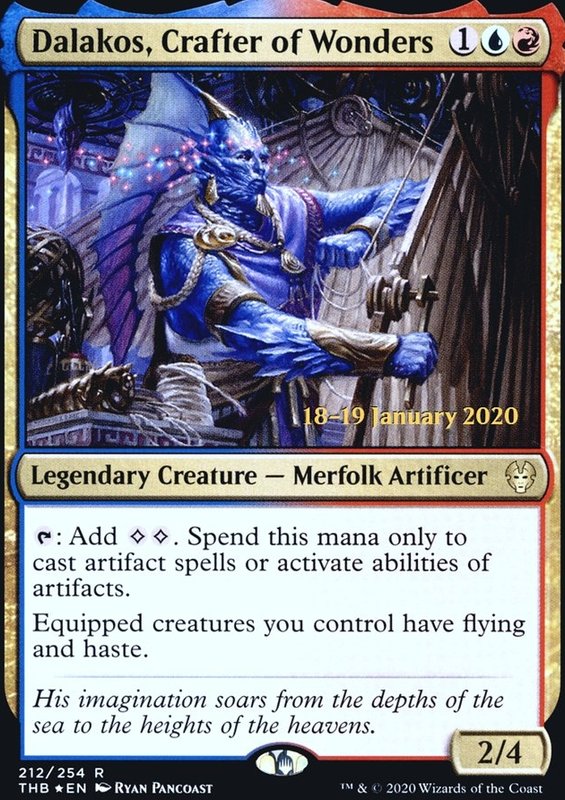 Dalakos, Crafter of Wonders 1
18-19 January 2020
Legendary Creature — Merfolk Artificer
: Add . Spend this mana only to
cast artifact spells or activate abilities of
artifacts.
Equipped creatures you control have flying
and haste.
His imagination soars from the depths of the
sea to the heights of the heavens.
2/4
212/254 R
THB ★ EN Ryan Pancoast
™ & © 2020 Wizards of the Coast